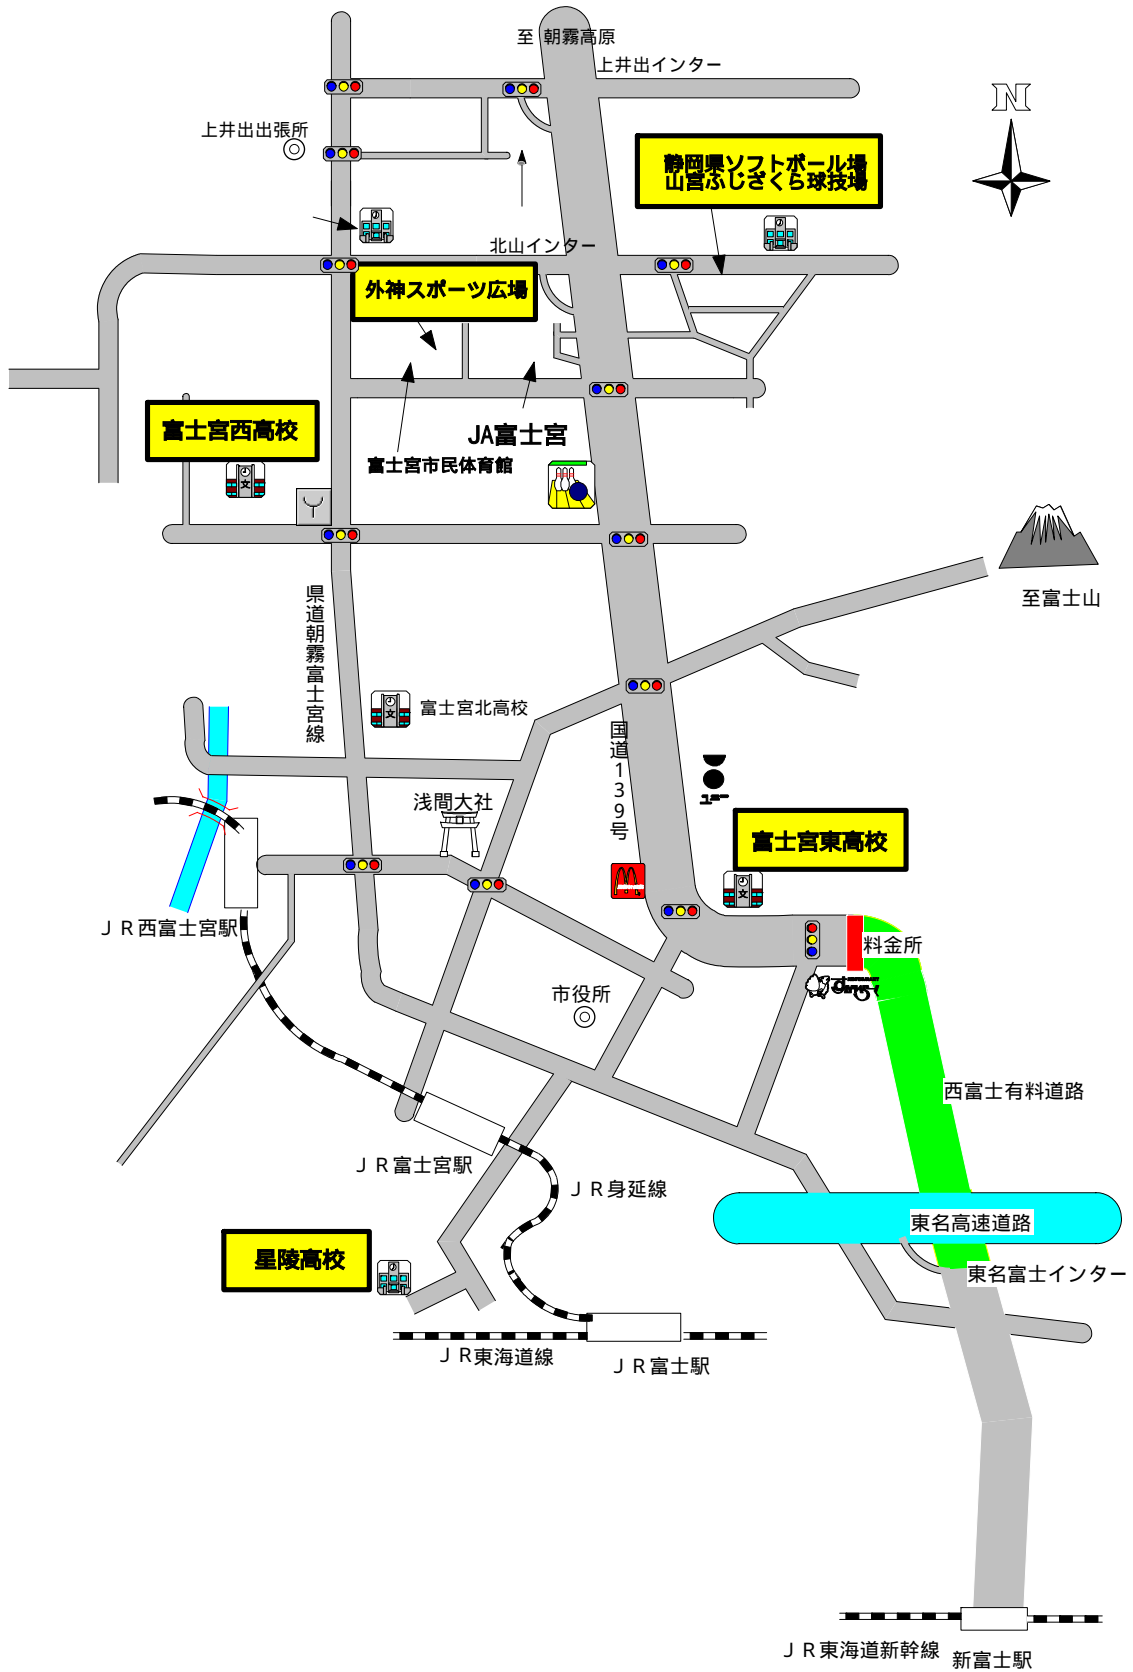 至 朝霧高原
上井出インター
N
上井出出張所
静岡県ソフトボール場
山宮ふじざくら球技場
北山インター
外神スポーツ広場
富士宮西高校
JA富士宮
富士宮市民体育館
文
至富士山
県道朝霧富士宮線
富士宮北高校
文
国道139号
浅間大社
ユニー
富士宮東高校
文
料金所
JR西富士宮駅
市役所
西富士有料道路
JR富士宮駅
JR身延線
東名高速道路
星陵高校
東名富士インター
JR東海道線
JR富士駅
JR東海道新幹線
新富士駅